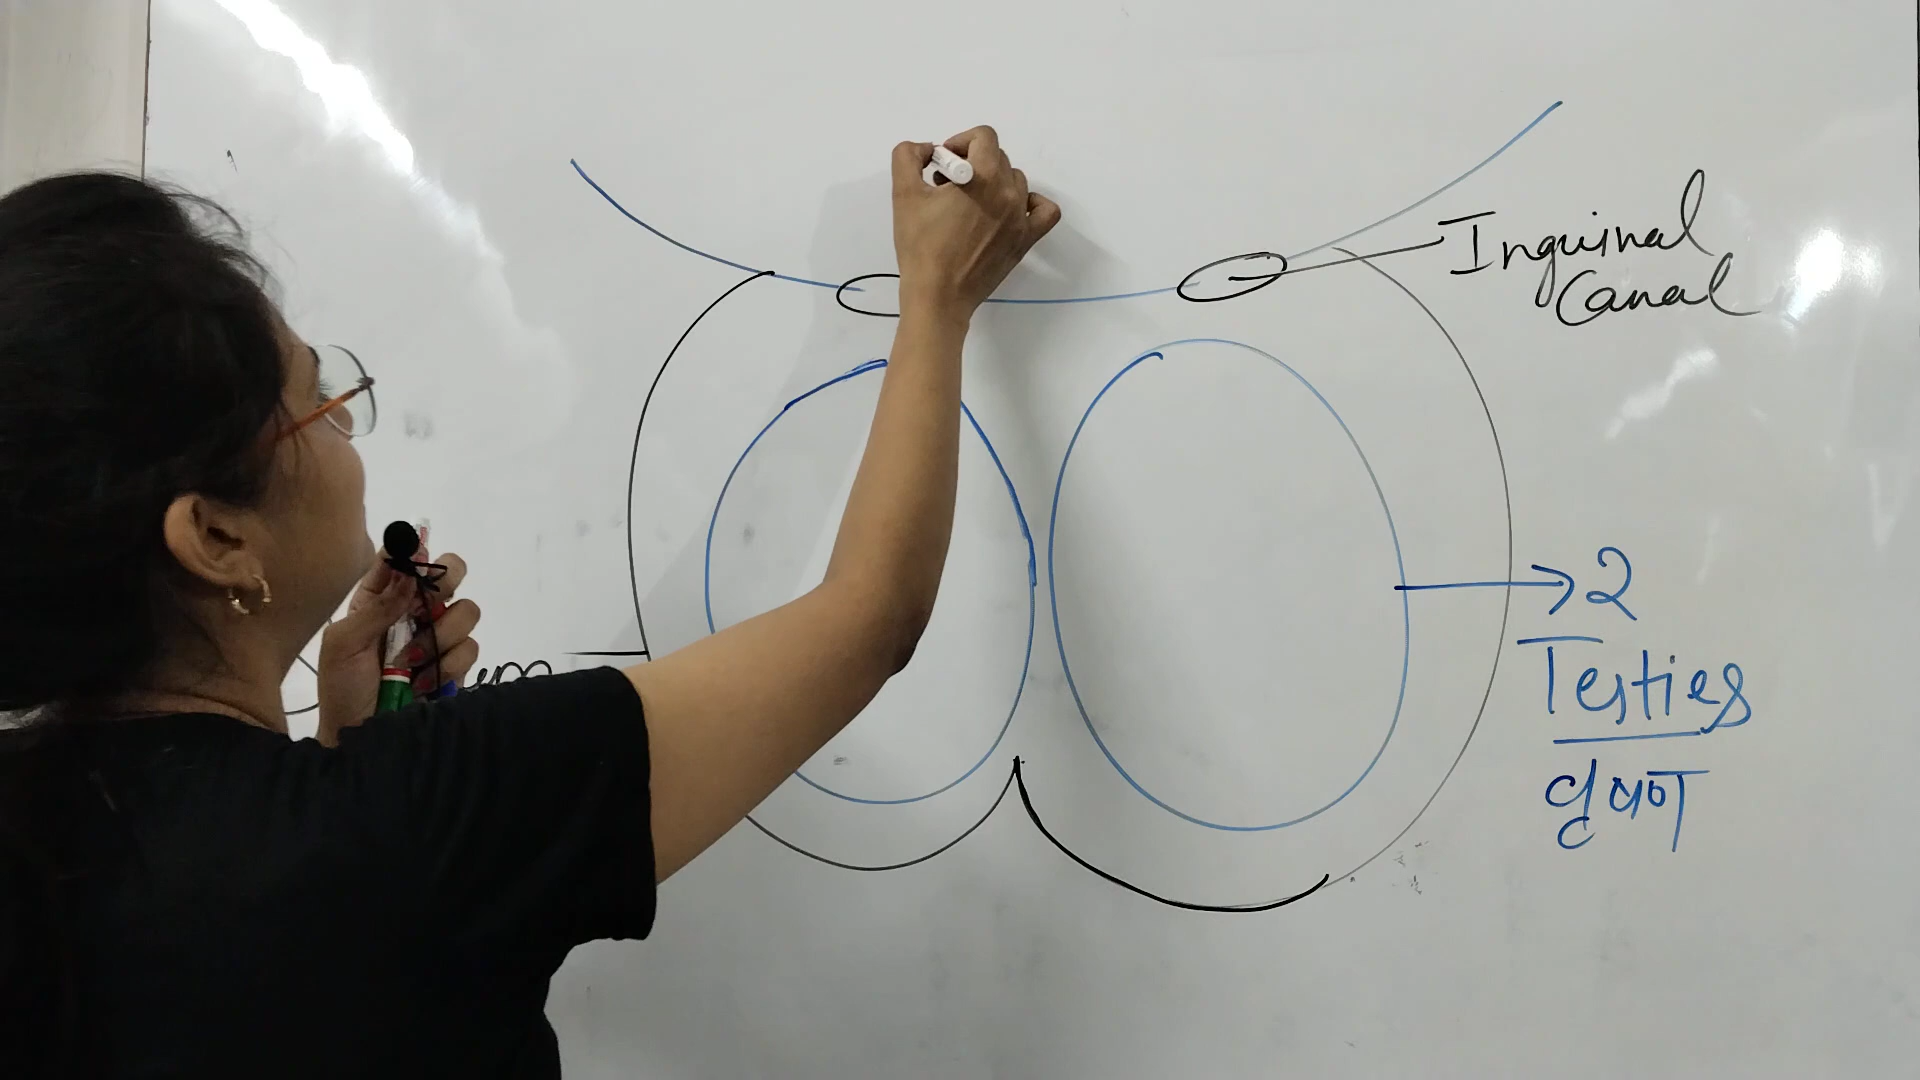 Inguinal
Canal
2
Testies
वृषण